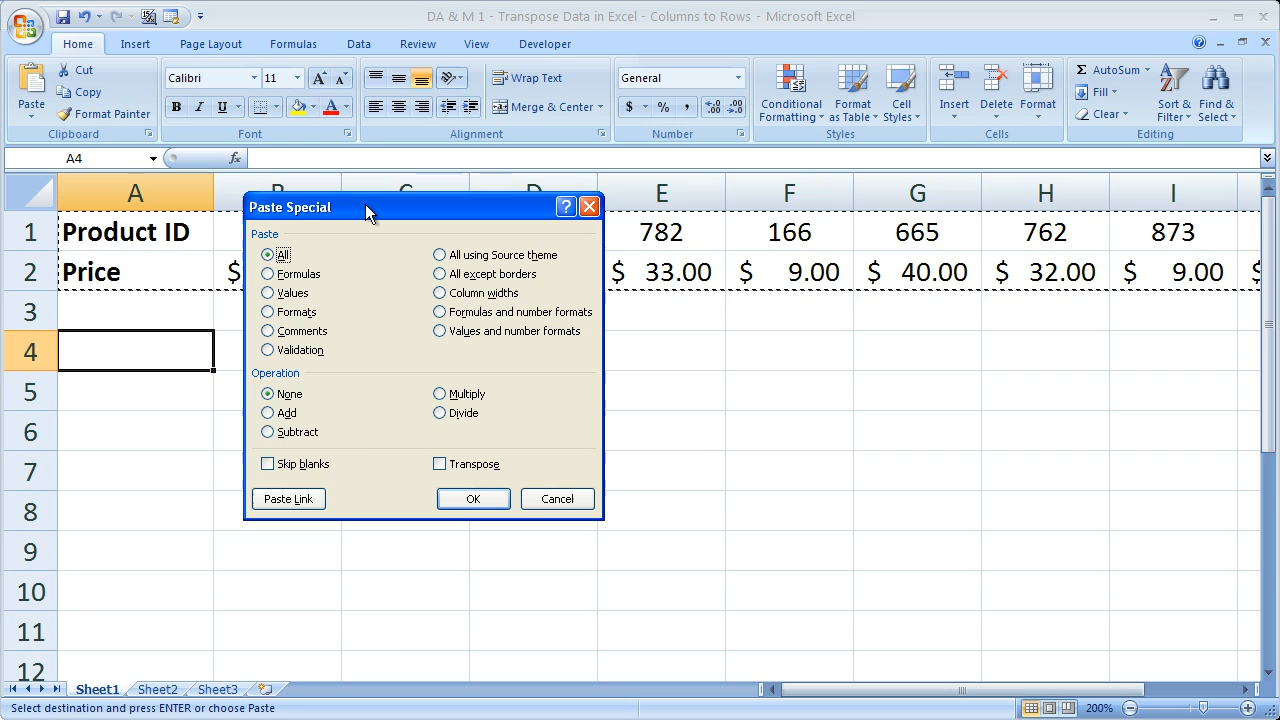 DA & M 1 - Transpose Data in Excel - Columns to Rows - Microsoft Excel
Home Insert Page Layout Formulas Data Review View Developer
Paste Cut Copy Format Painter Clipboard
Calibri 11 A A B I U A Font
Wrap Text Merge & Center Alignment
General $ % , .00 .00 Number
Conditional Formatting Format as Table Cell Styles Styles
Insert Delete Format Cells
Σ AutoSum Fill Clear Sort & Filter Find & Select Editing
A4 fx
A B C D E F G H I
1 Product ID 782 166 665 762 873
2 Price $ $ 33.00 $ 9.00 $ 40.00 $ 32.00 $ 9.00 $
3
4
5
6
7
8
9
10
11
12
Paste Special
Paste
All All using Source theme
Formulas All except borders
Values Column widths
Formats Formulas and number formats
Comments Values and number formats
Validation
Operation
None Multiply
Add Divide
Subtract
Skip blanks Transpose
Paste Link OK Cancel
Sheet1 Sheet2 Sheet3
Select destination and press ENTER or choose Paste 200%